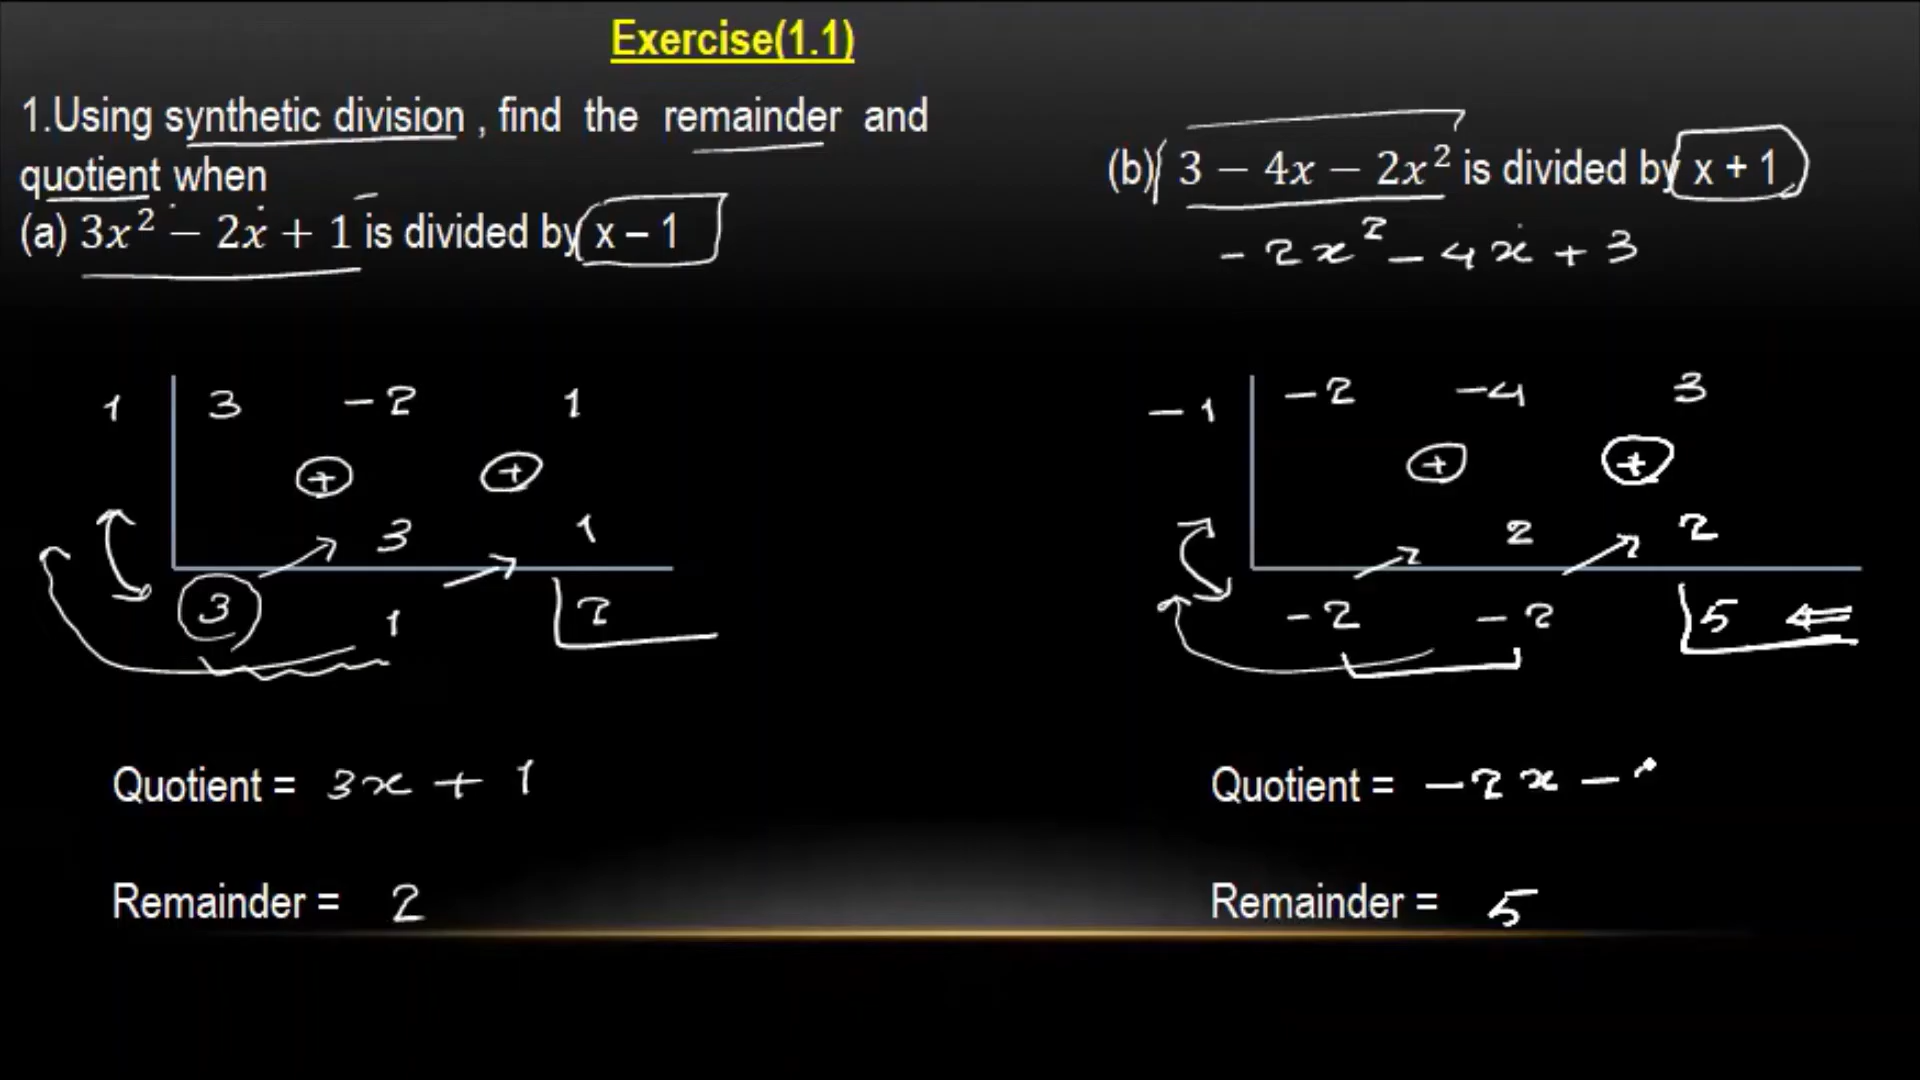 Exercise(1.1)
1.Using synthetic division , find the remainder and
quotient when
(a) 3x² − 2x + 1 is divided by x – 1
1 3 -2 1
+ +
3 1
3 1 2
Quotient = 3x + 1
Remainder = 2
(b) 3 − 4x − 2x² is divided by x + 1
-2x² - 4x + 3
-1 -2 -4 3
+ +
2 2
-2 -2 5
Quotient = -2x -
Remainder = 5